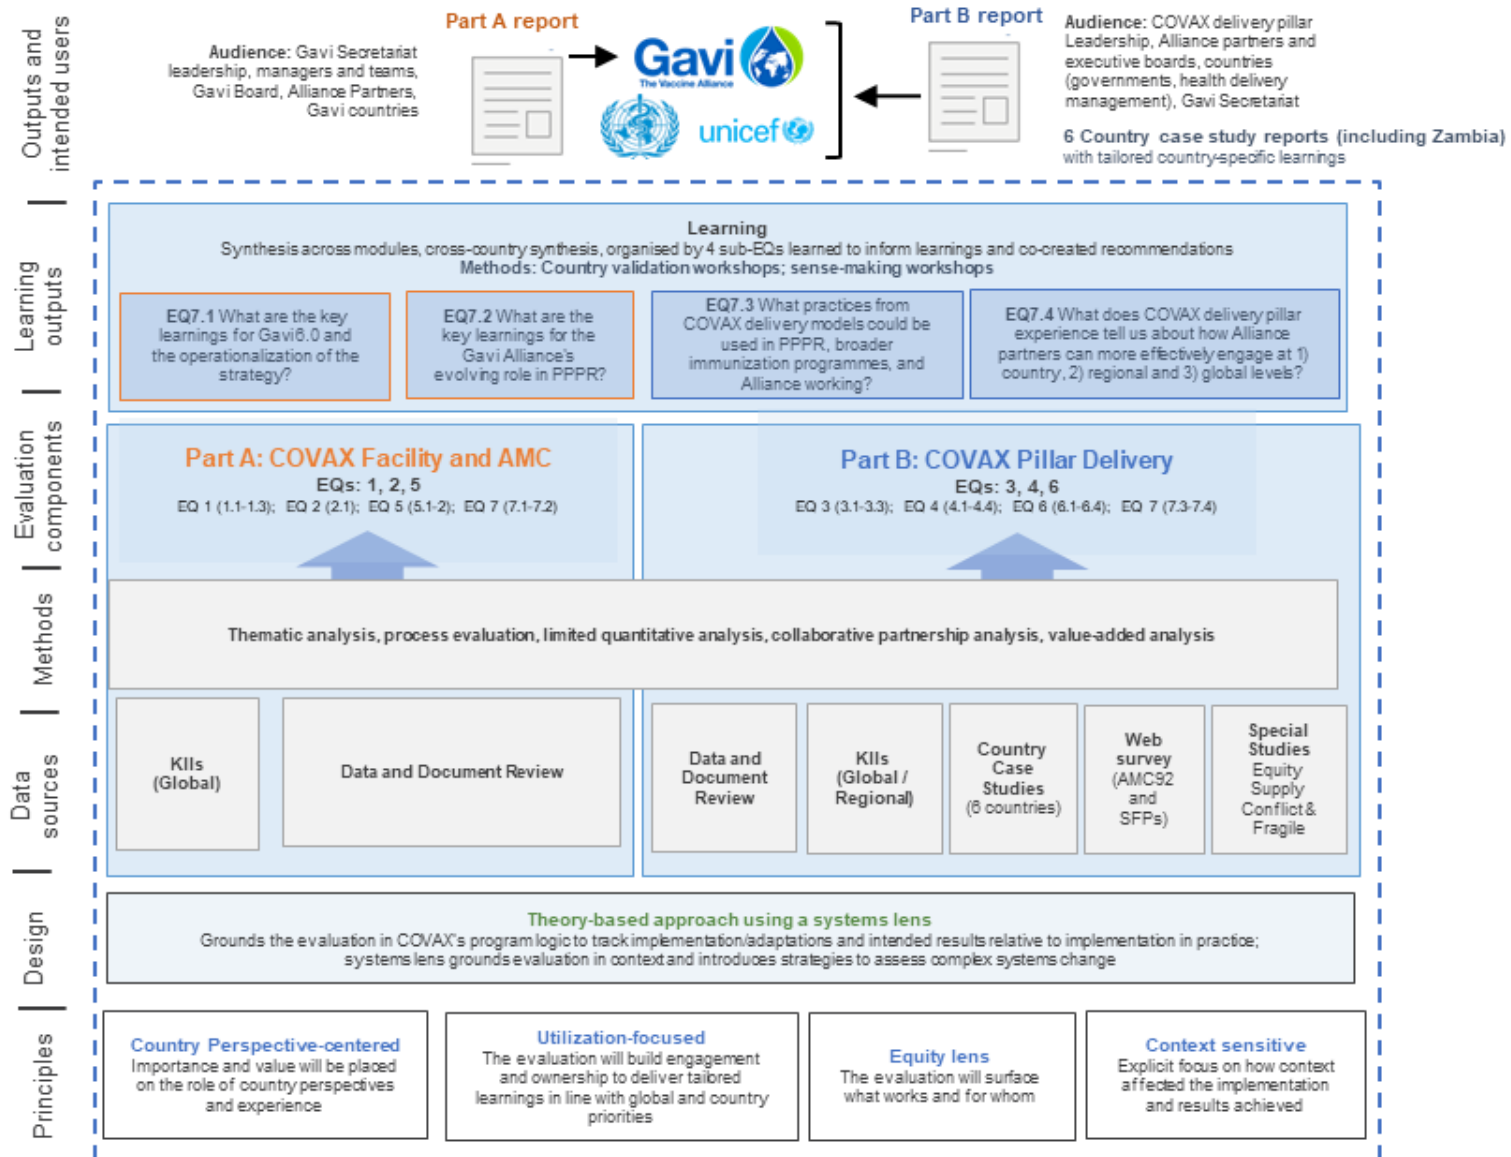 Outputs and
intended users
Part A report
Audience: Gavi Secretariat
leadership, managers and teams,
Gavi Board, Alliance Partners,
Gavi countries
Gavi
The Vaccine Alliance
unicef
Part B report
Audience: COVAX delivery pillar
Leadership, Alliance partners and
executive boards, countries
(governments, health delivery
management), Gavi Secretariat
6 Country case study reports (including Zambia)
with tailored country-specific learnings
Learning
outputs
Learning
Synthesis across modules, cross-country synthesis, organised by 4 sub-EQs learned to inform learnings and co-created recommendations
Methods: Country validation workshops; sense-making workshops
EQ7.1 What are the key
learnings for Gavi6.0 and
the operationalization of the
strategy?
EQ7.2 What are the
key learnings for the
Gavi Alliance's
evolving role in PPPR?
EQ7.3 What practices from
COVAX delivery models could be
used in PPPR, broader
immunization programmes, and
Alliance working?
EQ7.4 What does COVAX delivery pillar
experience tell us about how Alliance
partners can more effectively engage at 1)
country, 2) regional and 3) global levels?
Evaluation
components
Part A: COVAX Facility and AMC
EQs: 1, 2, 5
EQ 1 (1.1-1.3); EQ 2 (2.1); EQ 5 (5.1-2); EQ 7 (7.1-7.2)
Part B: COVAX Pillar Delivery
EQs: 3, 4, 6
EQ 3 (3.1-3.3); EQ 4 (4.1-4.4); EQ 6 (6.1-6.4); EQ 7 (7.3-7.4)
Methods
Thematic analysis, process evaluation, limited quantitative analysis, collaborative partnership analysis, value-added analysis
Data
sources
KIIs
(Global)
Data and Document Review
Data and
Document
Review
KIIs
(Global /
Regional)
Country
Case
Studies
(6 countries)
Web
survey
(AMC92
and
SFPs)
Special
Studies
Equity
Supply
Conflict &
Fragile
Design
Theory-based approach using a systems lens
Grounds the evaluation in COVAX's program logic to track implementation/adaptations and intended results relative to implementation in practice;
systems lens grounds evaluation in context and introduces strategies to assess complex systems change
Principles
Country Perspective-centered
Importance and value will be placed
on the role of country perspectives
and experience
Utilization-focused
The evaluation will build engagement
and ownership to deliver tailored
learnings in line with global and country
priorities
Equity lens
The evaluation will surface
what works and for whom
Context sensitive
Explicit focus on how context
affected the implementation
and results achieved